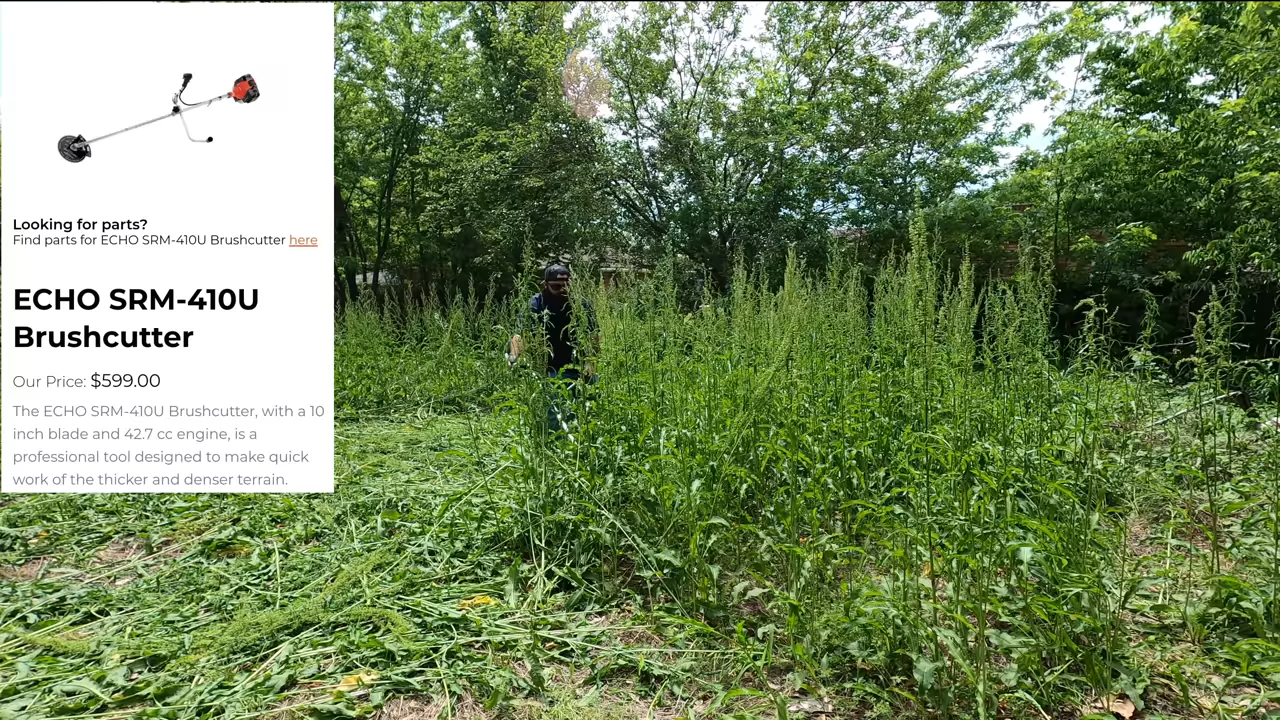 Looking for parts?
Find parts for ECHO SRM-410U Brushcutter here
ECHO SRM-410U
Brushcutter
Our Price: $599.00
The ECHO SRM-410U Brushcutter, with a 10
inch blade and 42.7 cc engine, is a
professional tool designed to make quick
work of the thicker and denser terrain.